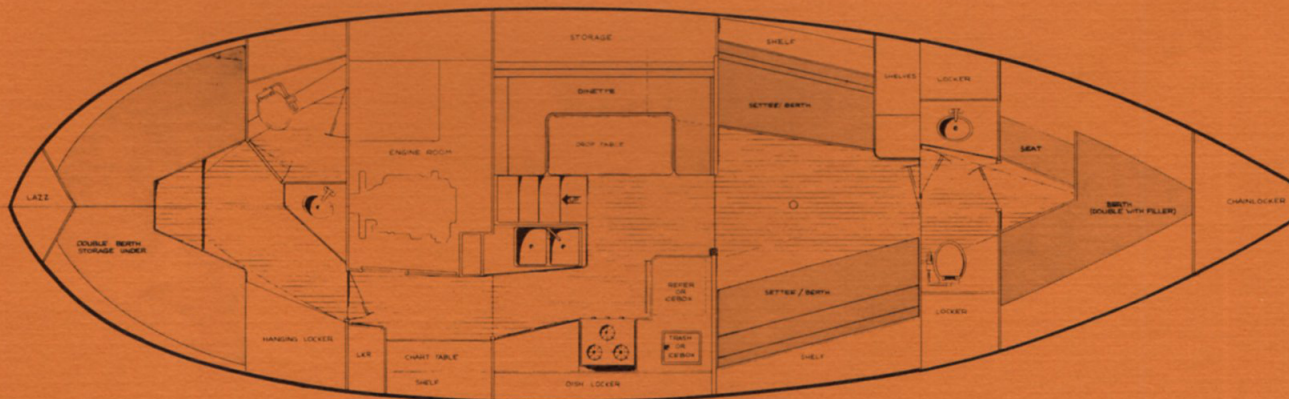 STORAGE
SHELF
SHELVES
LOCKER
DINETTE
SETTEE/BERTH
DROP TABLE
ENGINE ROOM
SEAT
LAZZ
UP
BERTH
(DOUBLE WITH FILLER)
CHAINLOCKER
DOUBLE BERTH
STORAGE UNDER
REFER
OR
ICEBOX
SETTEE / BERTH
LOCKER
HANGING LOCKER
LKR
CHART TABLE
TRASH
OR
ICEBOX
SHELF
SHELF
DISH LOCKER